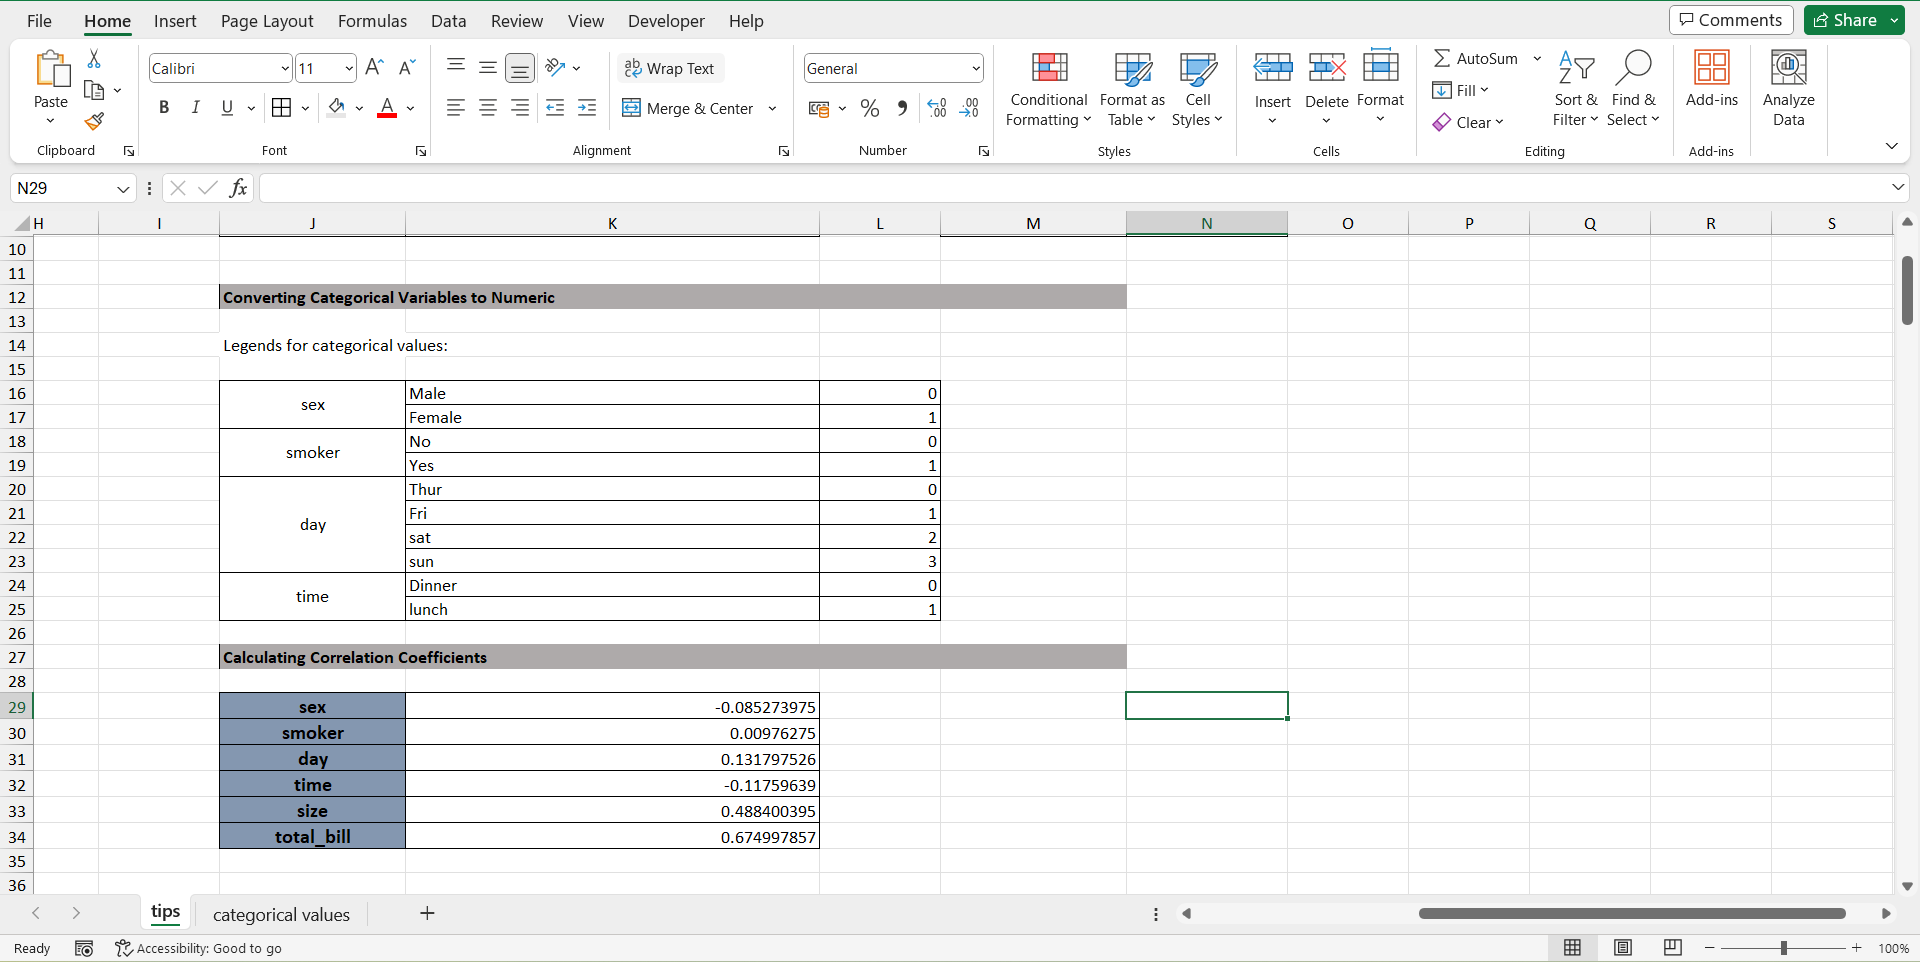 File Home Insert Page Layout Formulas Data Review View Developer Help Comments Share
Calibri 11 A A Wrap Text General AutoSum
Paste B I U A Merge & Center % Conditional Formatting Format as Table Cell Styles Insert Delete Format Fill Clear Sort & Filter Find & Select Add-ins Analyze Data
Clipboard Font Alignment Number Styles Cells Editing Add-ins
N29 fx
H I J K L M N O P Q R S
10
11
12 Converting Categorical Variables to Numeric
13
14 Legends for categorical values:
15
16 sex Male 0
17 Female 1
18 smoker No 0
19 Yes 1
20 day Thur 0
21 Fri 1
22 sat 2
23 sun 3
24 time Dinner 0
25 lunch 1
26
27 Calculating Correlation Coefficients
28
29 sex -0.085273975
30 smoker 0.00976275
31 day 0.131797526
32 time -0.11759639
33 size 0.488400395
34 total_bill 0.674997857
35
36
tips categorical values +
Ready Accessibility: Good to go 100%